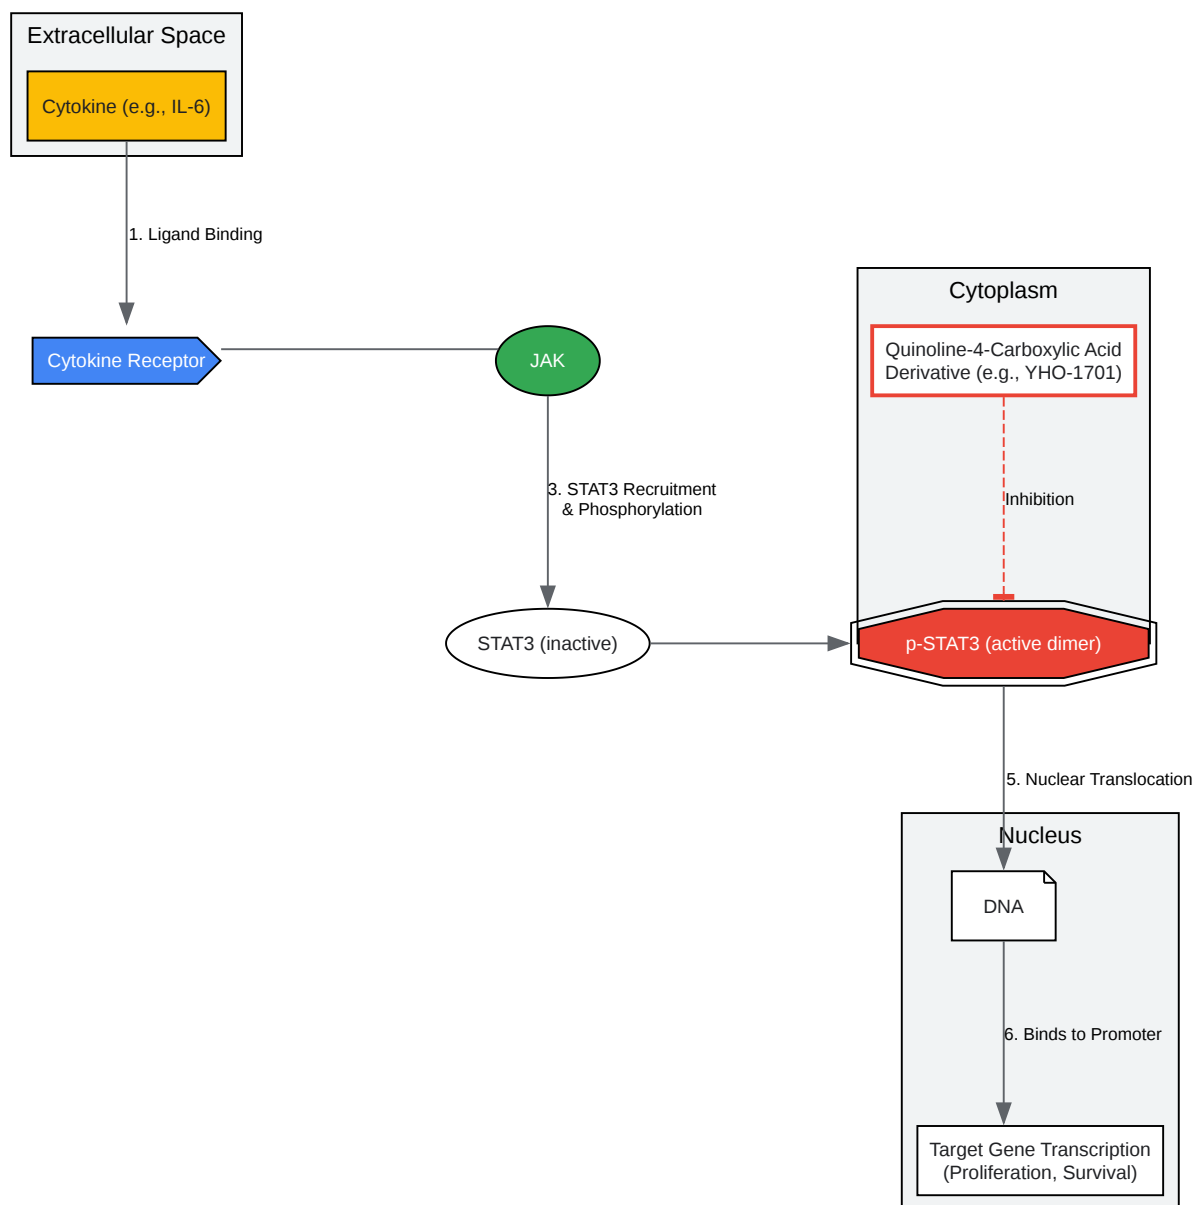 Extracellular Space
Cytokine (e.g., IL-6)
1. Ligand Binding
Cytokine Receptor
JAK
Cytoplasm
Quinoline-4-Carboxylic Acid
Derivative (e.g., YHO-1701)
3. STAT3 Recruitment
& Phosphorylation
Inhibition
STAT3 (inactive)
p-STAT3 (active dimer)
5. Nuclear Translocation
Nucleus
DNA
6. Binds to Promoter
Target Gene Transcription
(Proliferation, Survival)